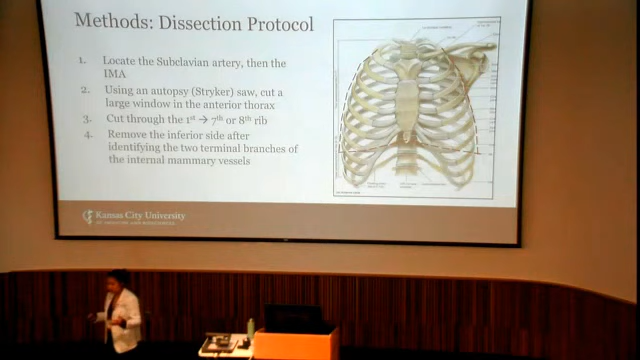 Methods: Dissection Protocol
1. Locate the Subclavian artery, then the
IMA
2. Using an autopsy (Stryker) saw, cut a
large window in the anterior thorax
3. Cut through the 1st → 7th or 8th rib
4. Remove the inferior side after
identifying the two terminal branches of
the internal mammary vessels
Kansas City University